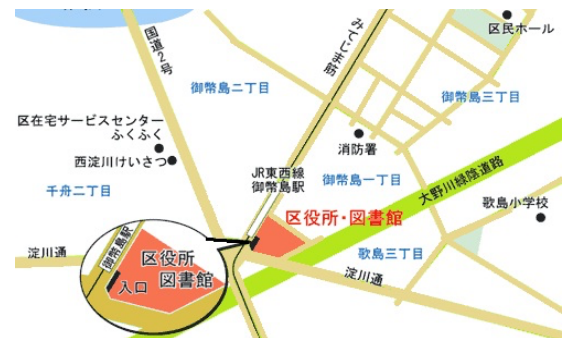 国道2号
みてじま筋
区民ホール
御幣島二丁目
御幣島三丁目
区在宅サービスセンター
ふくふく
西淀川けいさつ
消防署
JR東西線
御幣島駅
御幣島一丁目
大野川緑陰道路
千舟二丁目
区役所・図書館
歌島小学校
淀川通
御幣島駅
区役所
図書館
入口
歌島三丁目
淀川通